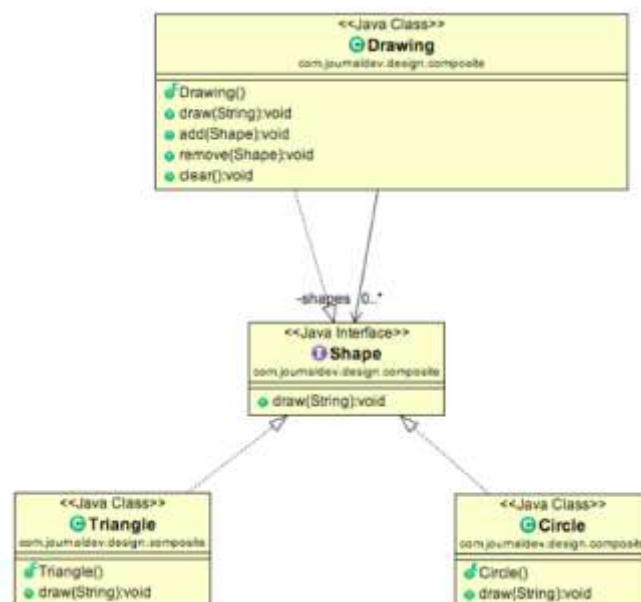 <<Java Class>>
Drawing
com.journaldev.design.composite
Drawing()
draw(String):void
add(Shape):void
remove(Shape):void
clear():void
-shapes 0..*
<<Java Interface>>
Shape
com.journaldev.design.composite
draw(String):void
<<Java Class>>
Triangle
com.journaldev.design.composite
Triangle()
draw(String):void
<<Java Class>>
Circle
com.journaldev.design.composite
Circle()
draw(String):void